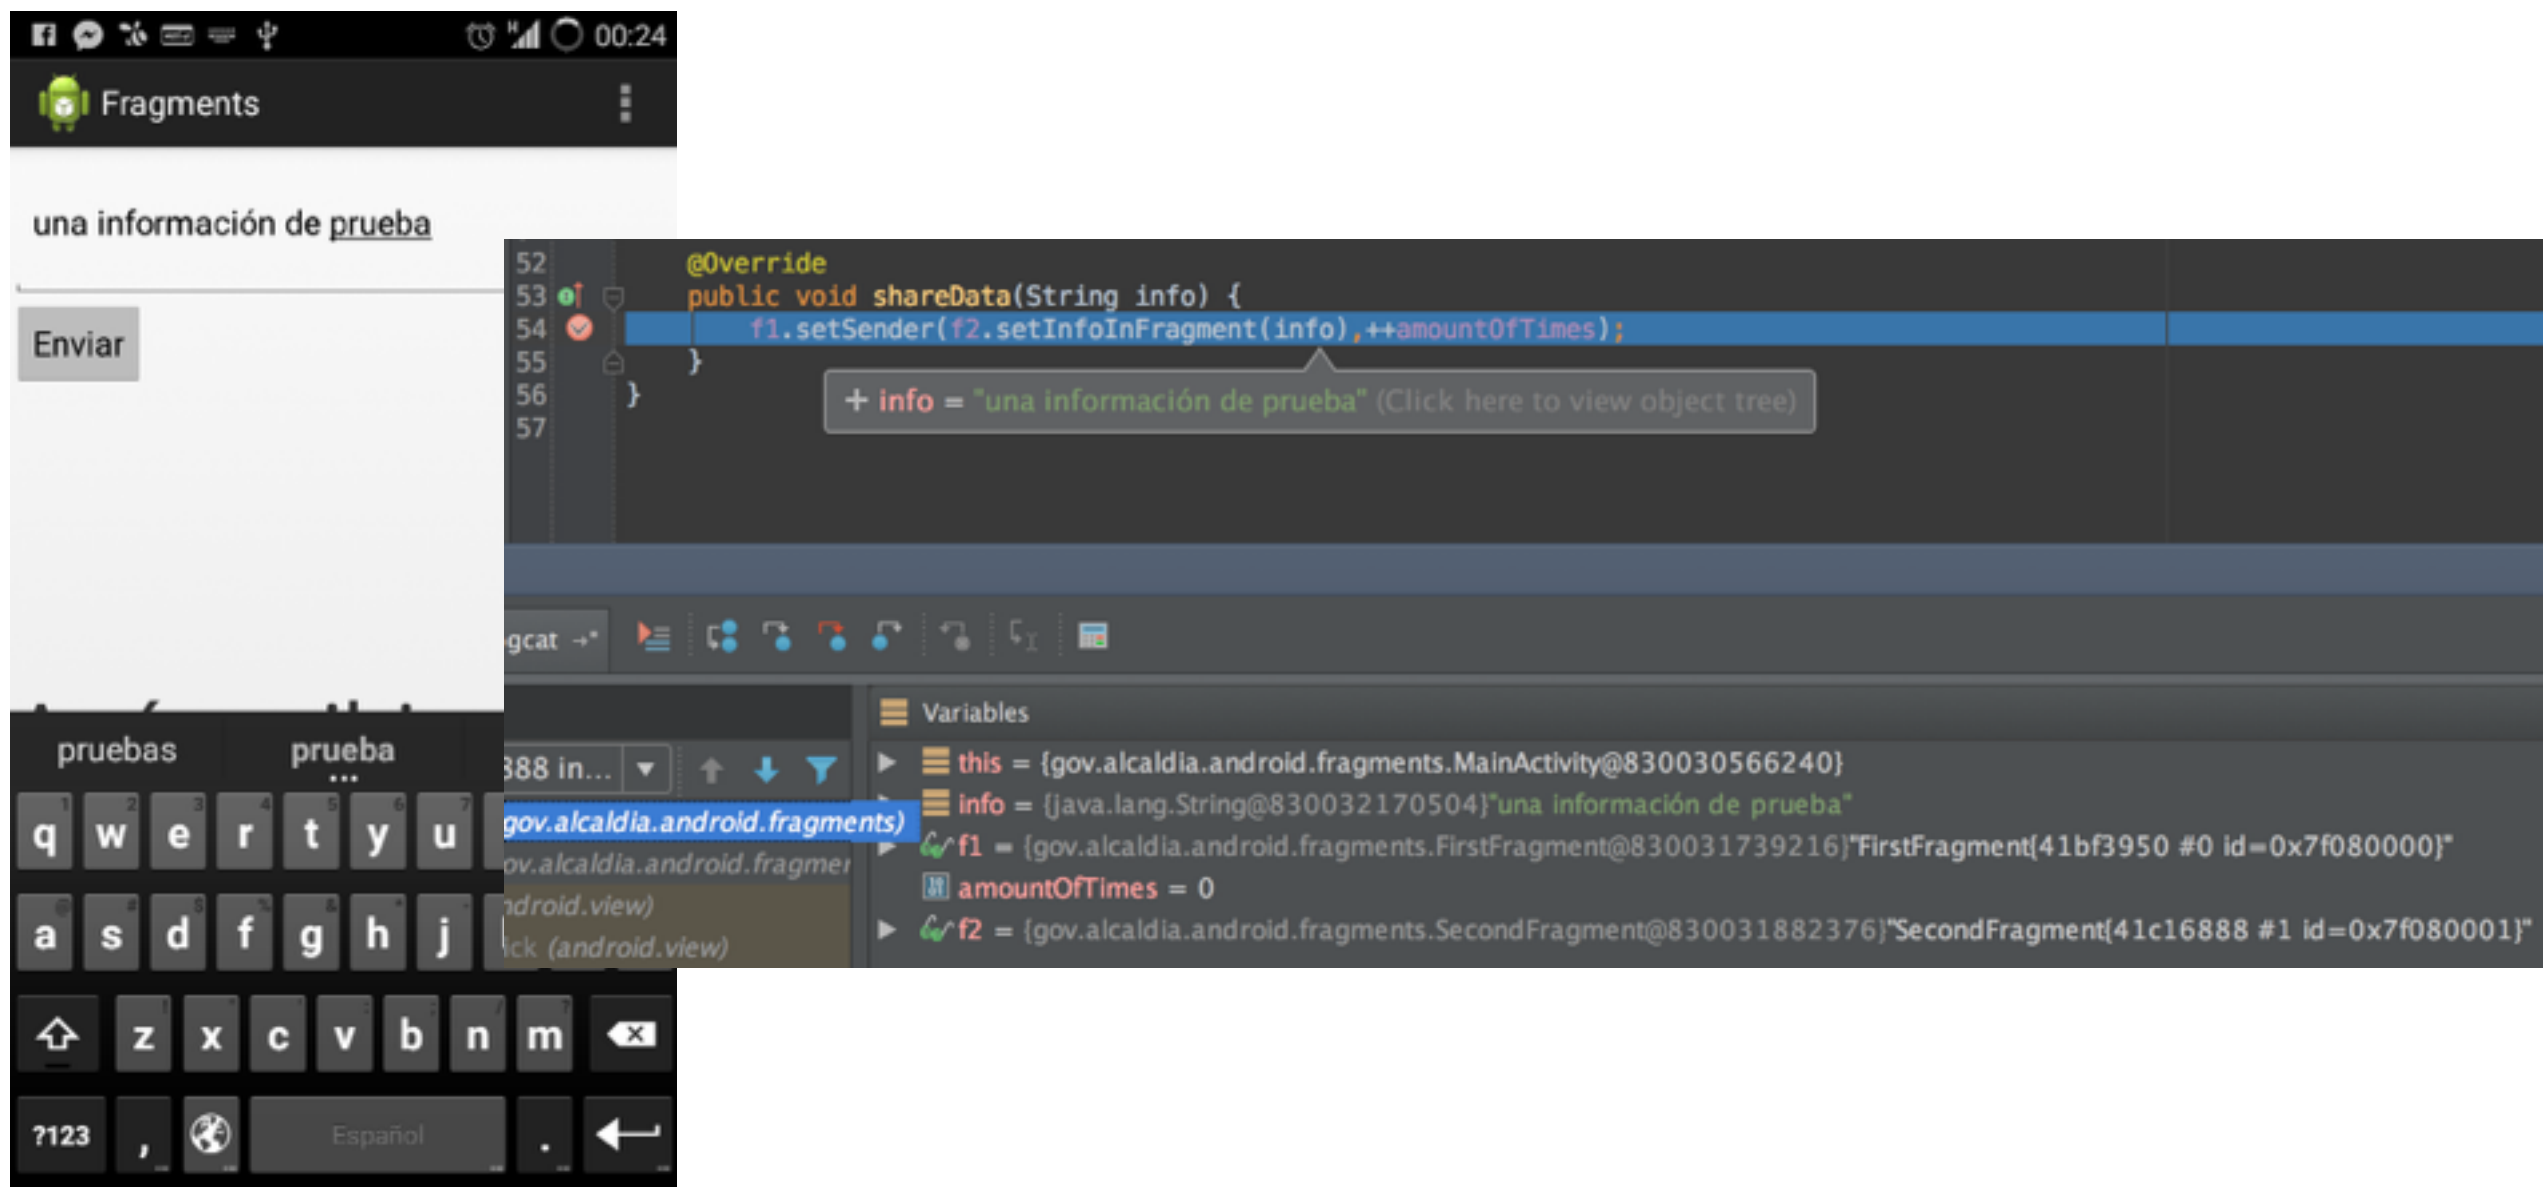 00:24
Fragments
una información de prueba
Enviar
pruebas prueba
q w e r t y u
a s d f g h j
z x c v b n m
?123 , Español .
52 @Override
53 public void shareData(String info) {
54 f1.setSender(f2.setInfoInFragment(info),++amountOfTimes);
55 }
56 }
57
+ info = "una información de prueba" (Click here to view object tree)
gcat
Variables
888 in...
this = {gov.alcaldia.android.fragments.MainActivity@830030566240}
gov.alcaldia.android.fragments)
info = {java.lang.String@830032170504}"una información de prueba"
ov.alcaldia.android.fragmer
f1 = {gov.alcaldia.android.fragments.FirstFragment@830031739216}"FirstFragment{41bf3950 #0 id=0x7f080000}"
ndroid.view)
amountOfTimes = 0
ick (android.view)
f2 = {gov.alcaldia.android.fragments.SecondFragment@830031882376}"SecondFragment{41c16888 #1 id=0x7f080001}"